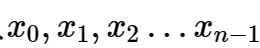 x₀, x₁, x₂ … xₙ₋₁